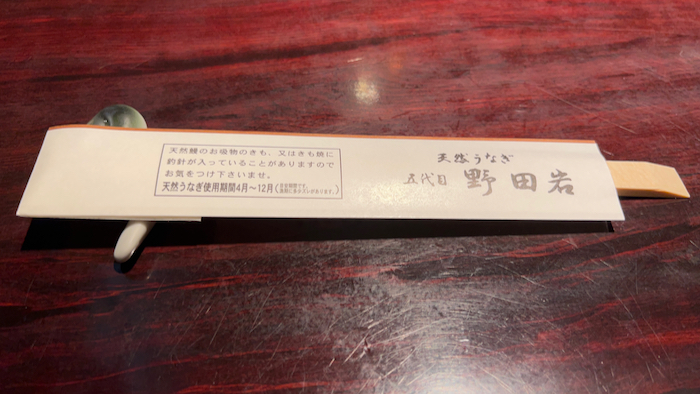 天然鰻のお吸物のきも、又はきも焼に
釣針が入っていることがありますので
お気をつけ下さいませ。
天然うなぎ使用期間4月〜12月
天然うなぎ
五代目 野田岩